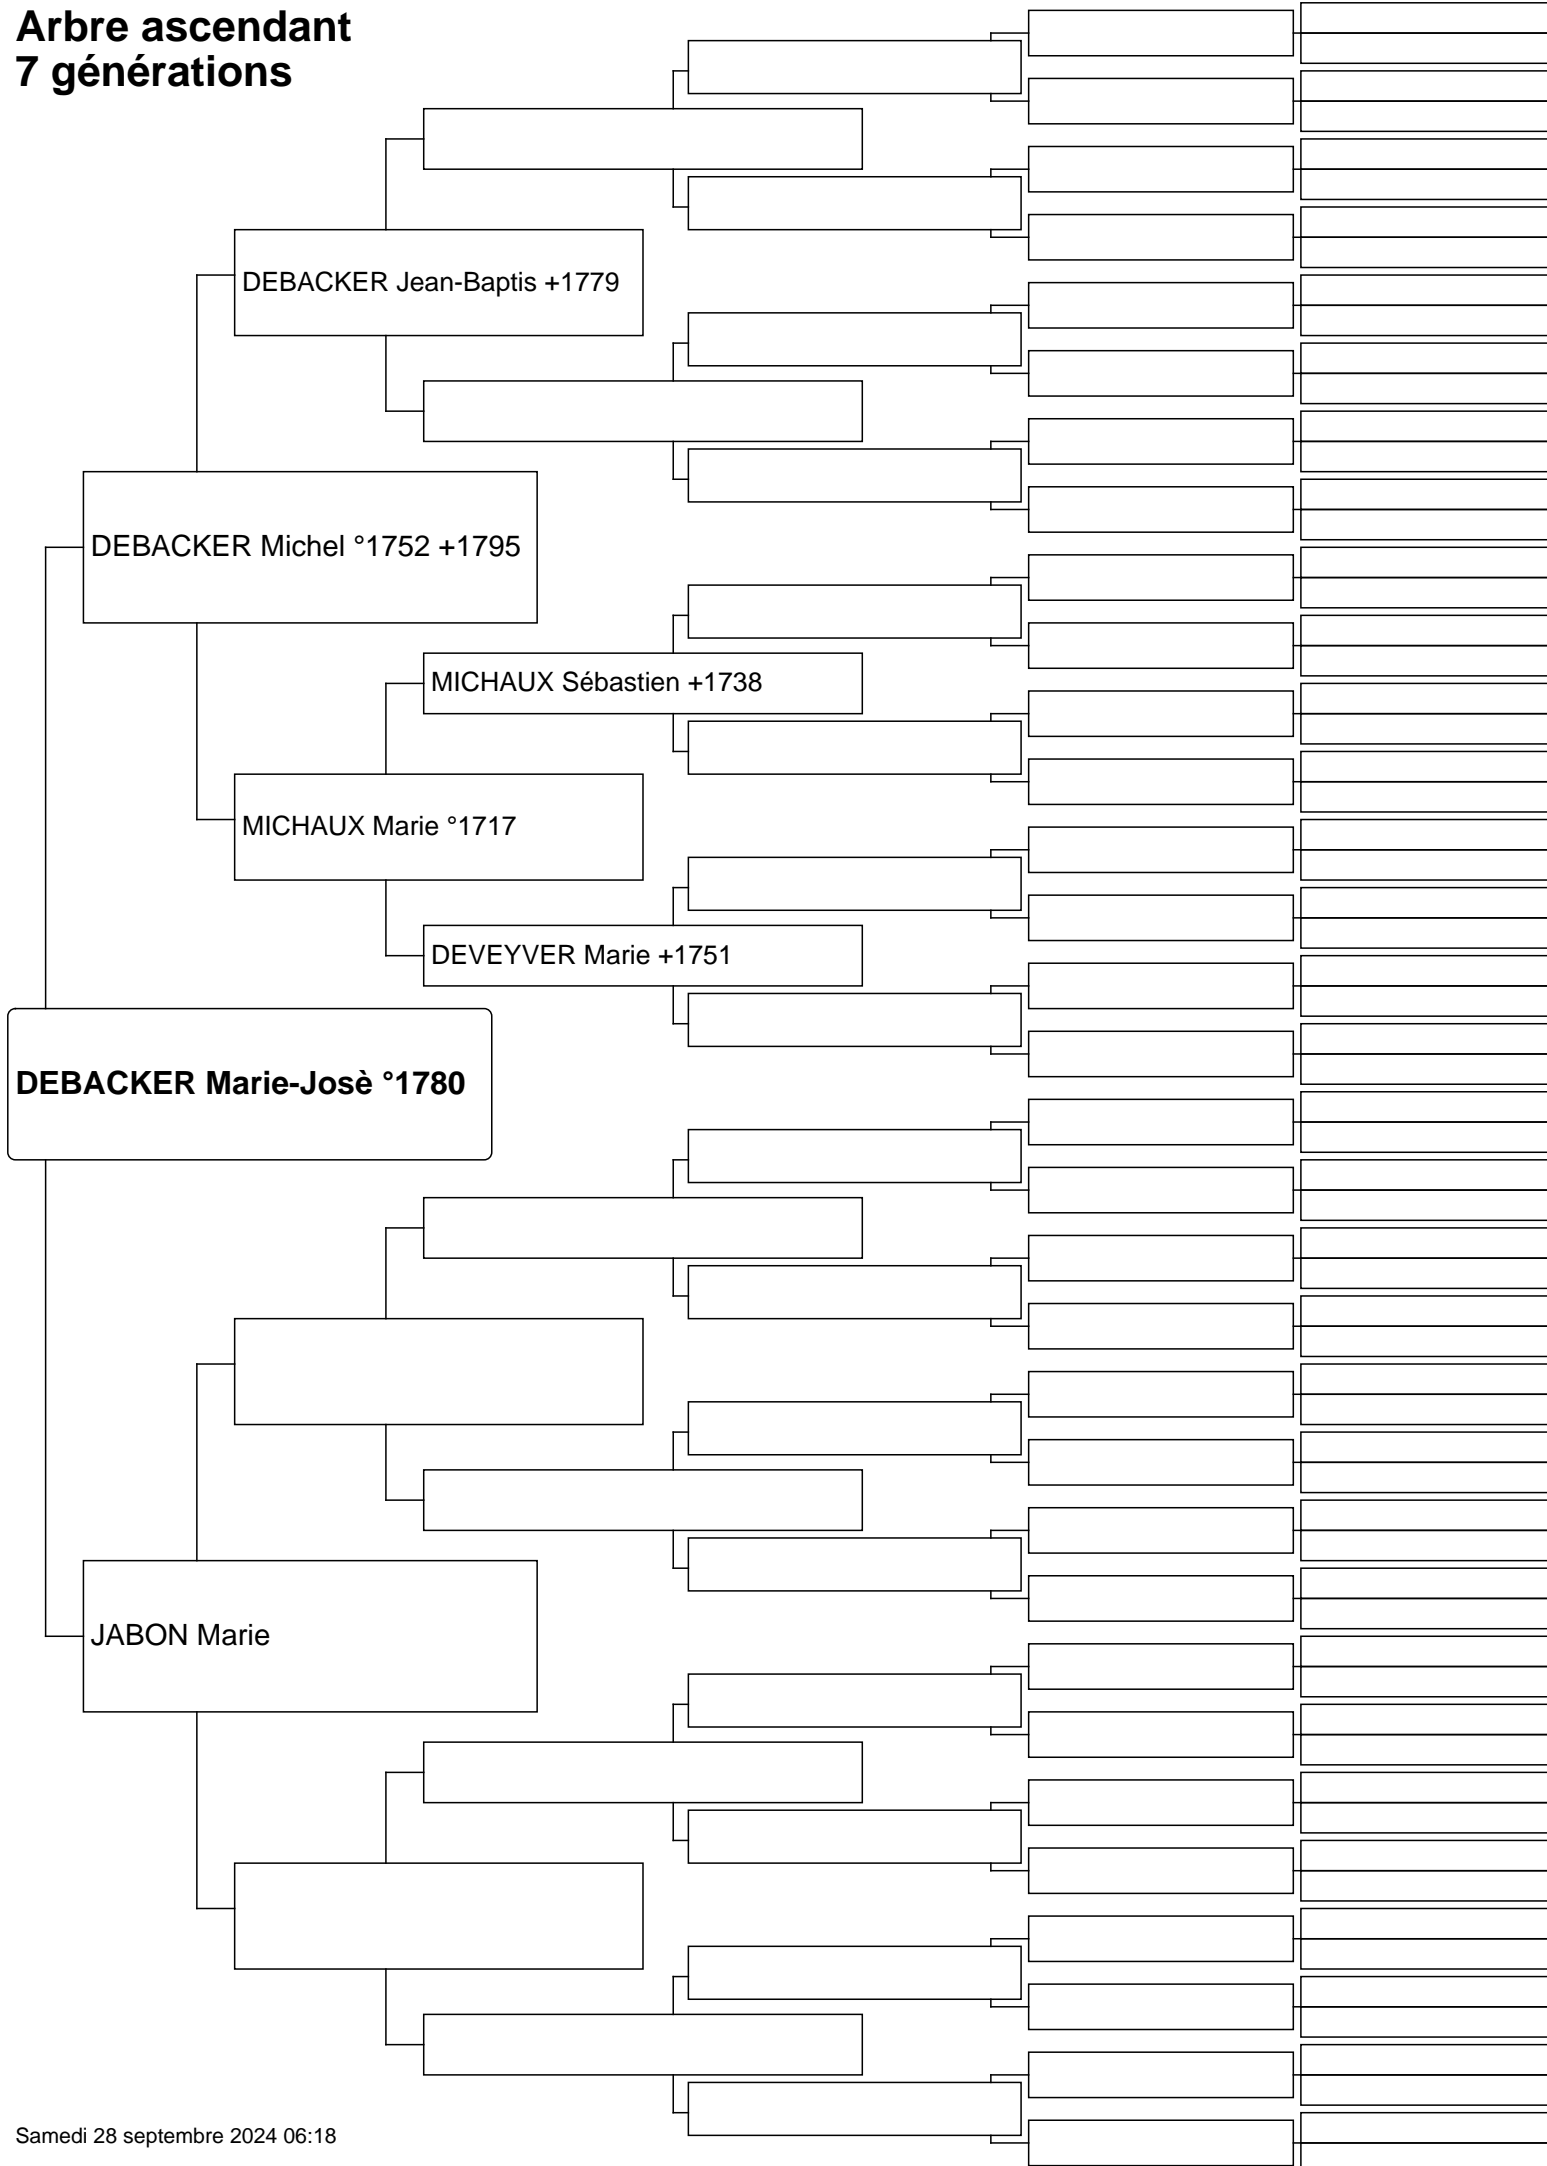 Arbre ascendant
7 générations
DEBACKER Jean-Baptis +1779
DEBACKER Michel °1752 +1795
MICHAUX Sébastien +1738
MICHAUX Marie °1717
DEVEYVER Marie +1751
DEBACKER Marie-Josè °1780
JABON Marie
Samedi 28 septembre 2024 06:18